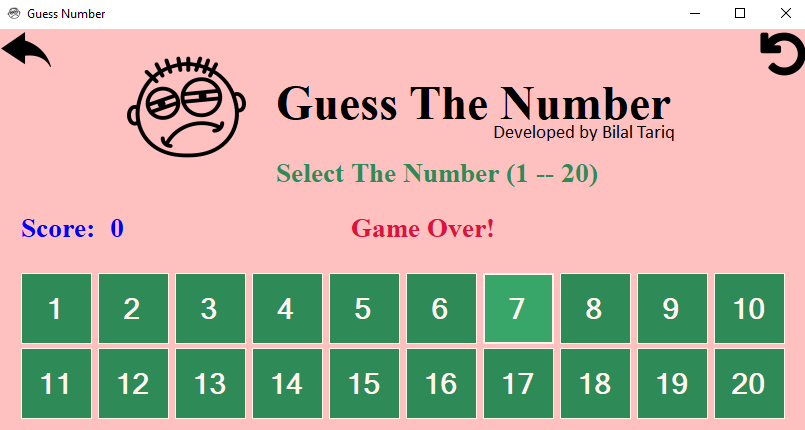 Guess Number
Guess The Number
Developed by Bilal Tariq
Select The Number (1 -- 20)
Score: 0 Game Over!
1 2 3 4 5 6 7 8 9 10
11 12 13 14 15 16 17 18 19 20